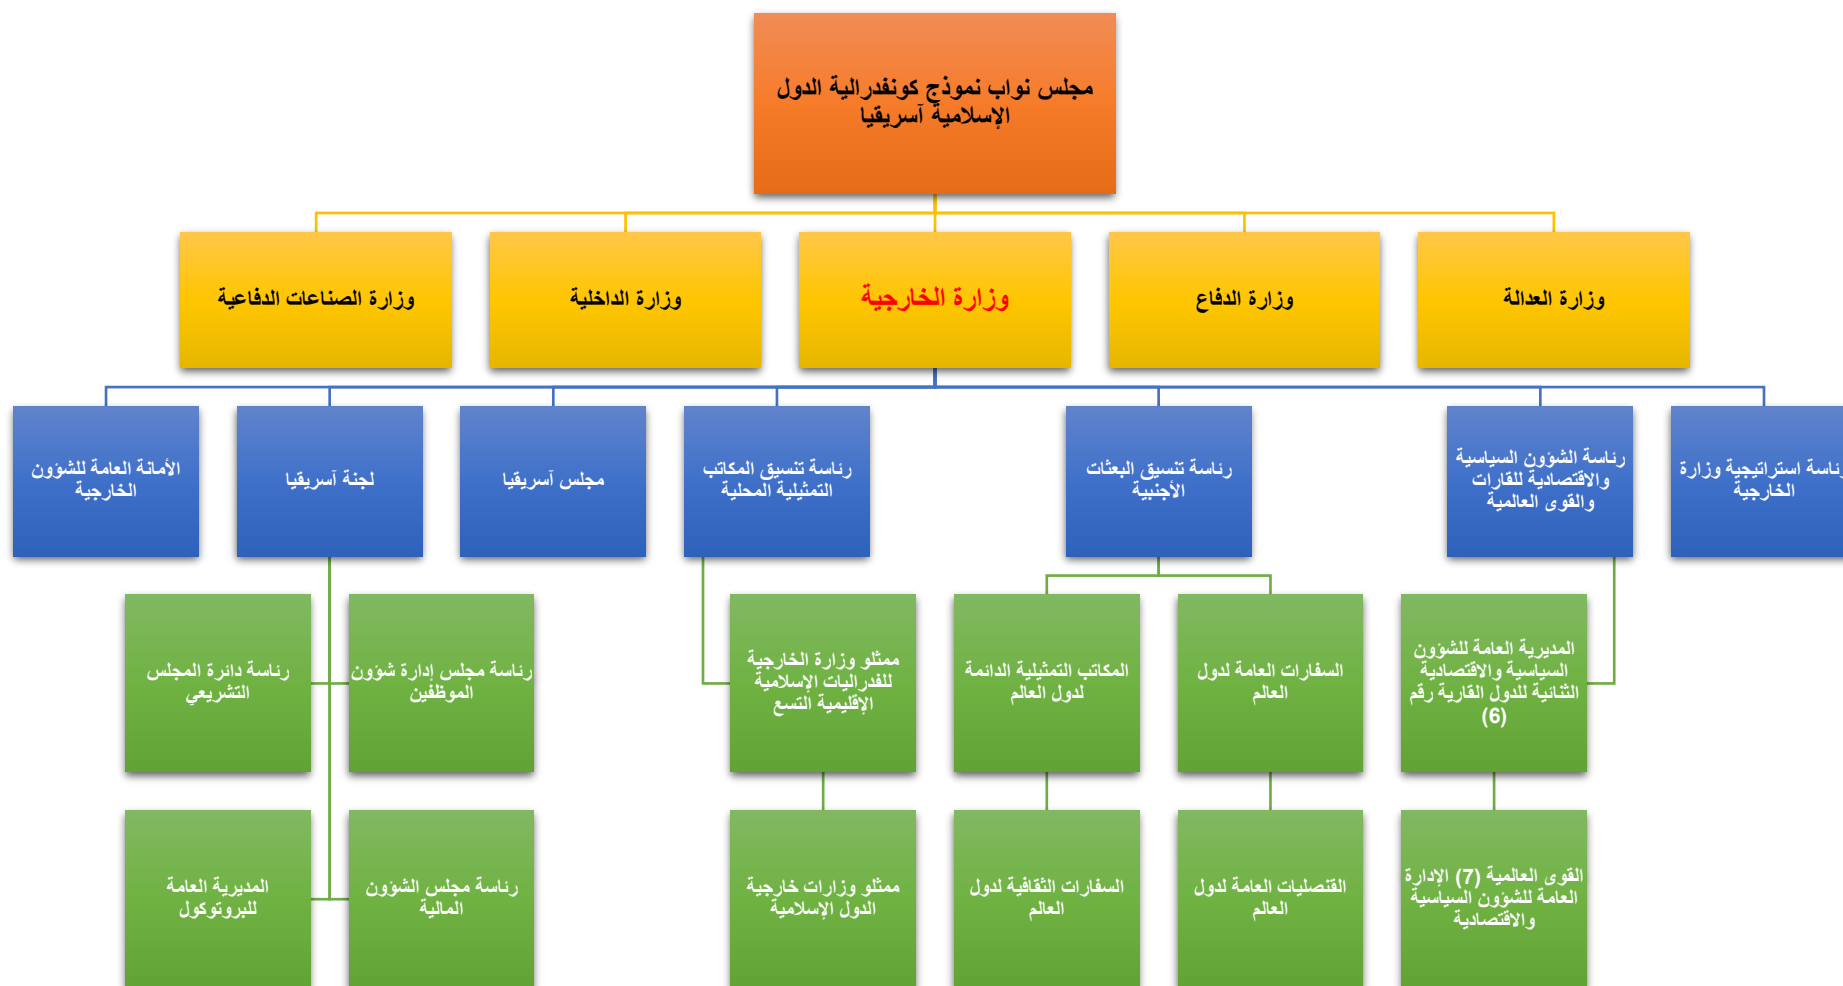 مجلس نواب نموذج كونفدرالية الدول
الإسلامية آسريقيا
وزارة العدالة
وزارة الدفاع
وزارة الخارجية
وزارة الداخلية
وزارة الصناعات الدفاعية
رئاسة استراتيجية وزارة
الخارجية
رئاسة الشؤون السياسية
والاقتصادية للقارات
والقوى العالمية
رئاسة تنسيق البعثات
الأجنبية
رئاسة تنسيق المكاتب
التمثيلية المحلية
مجلس آسريقيا
لجنة آسريقيا
الأمانة العامة للشؤون
الخارجية
المديرية العامة للشؤون
السياسية والاقتصادية
الثنائية للدول القارية رقم
(6)
السفارات العامة لدول
العالم
المكاتب التمثيلية الدائمة
لدول العالم
ممثلو وزارة الخارجية
للفدراليات الإسلامية
الإقليمية التسع
رئاسة مجلس إدارة شؤون
الموظفين
رئاسة دائرة المجلس
التشريعي
القوى العالمية (7) الإدارة
العامة للشؤون السياسية
والاقتصادية
القنصليات العامة لدول
العالم
السفارات الثقافية لدول
العالم
ممثلو وزارات خارجية
الدول الإسلامية
رئاسة مجلس الشؤون
المالية
المديرية العامة
للبروتوكول